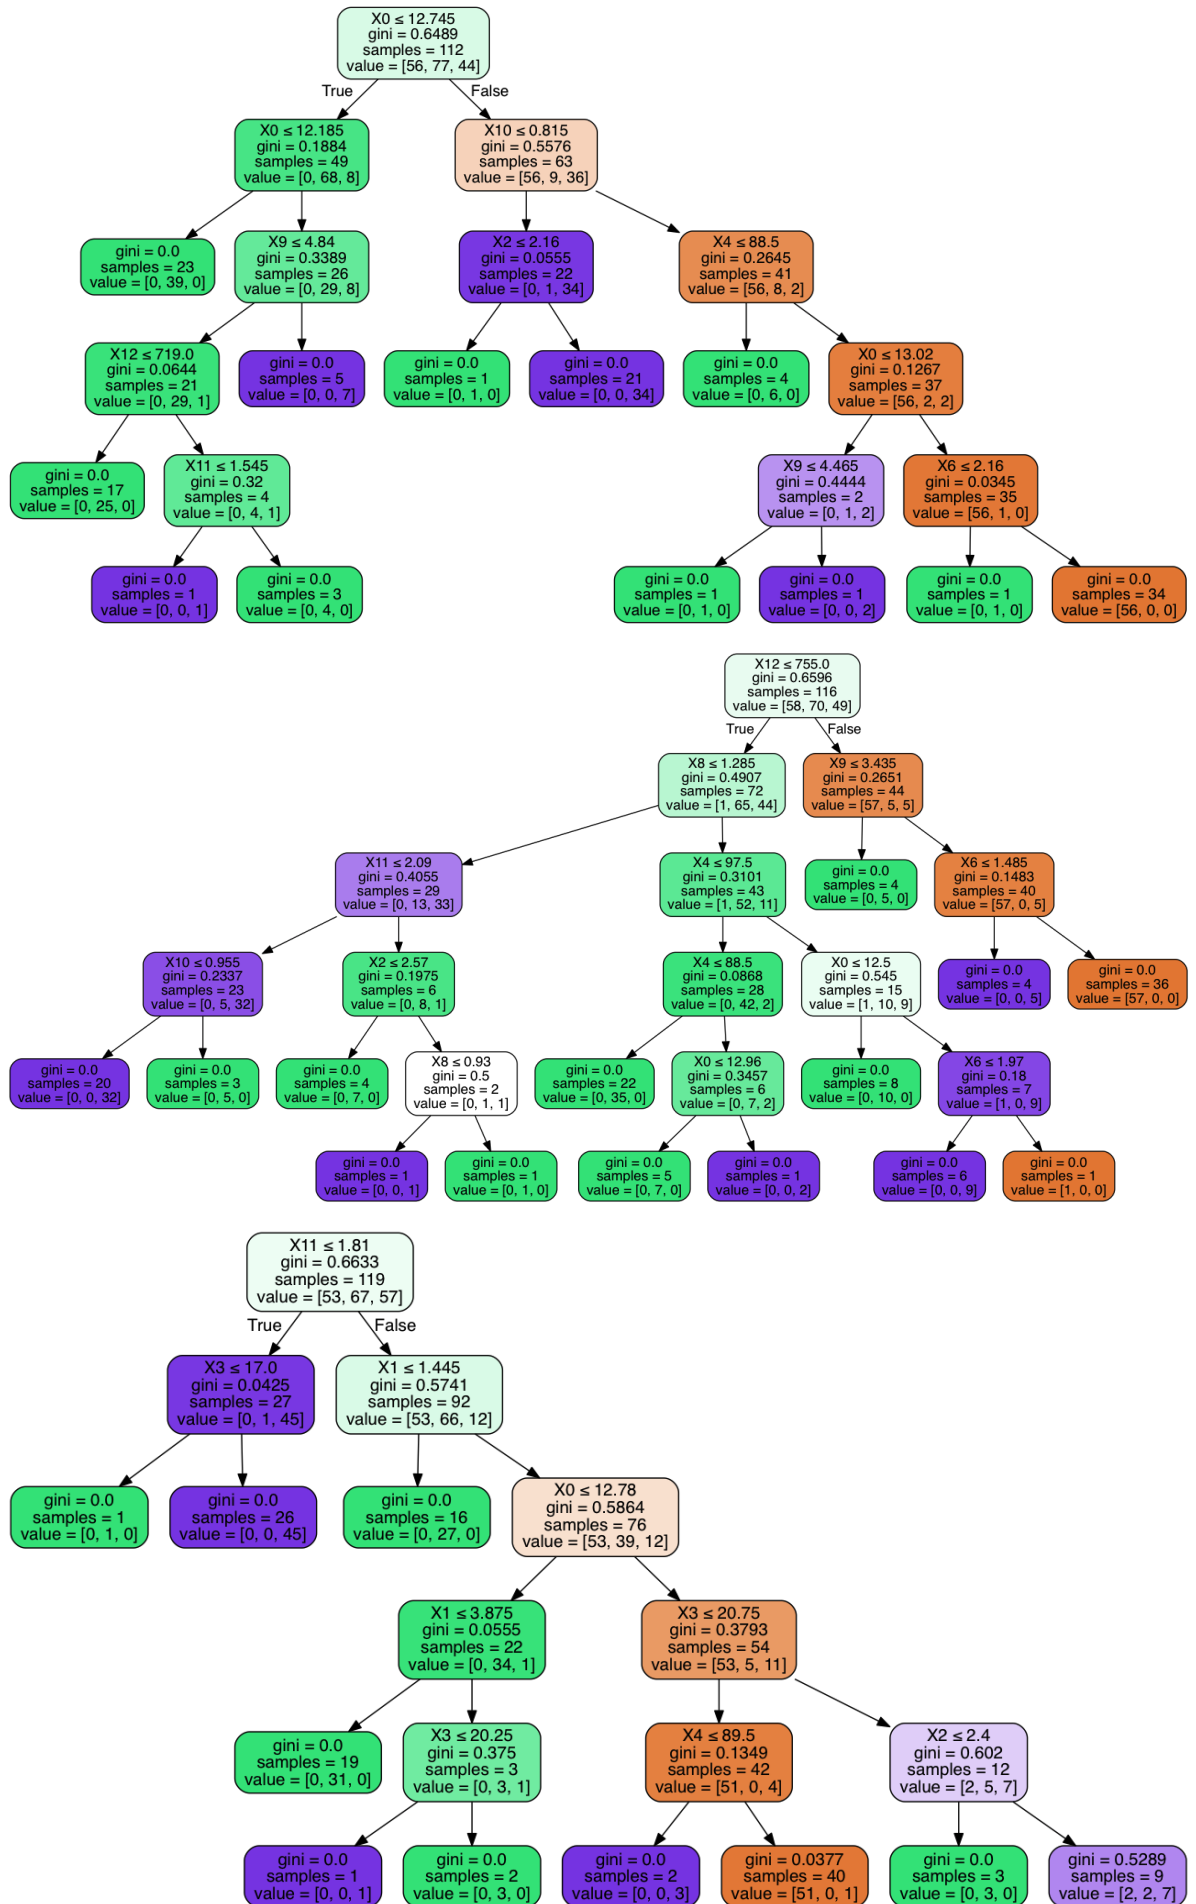 X0 ≤ 12.745
gini = 0.6489
samples = 112
value = [56, 77, 44]
True
False
X0 ≤ 12.185
gini = 0.1884
samples = 49
value = [0, 68, 8]
X10 ≤ 0.815
gini = 0.5576
samples = 63
value = [56, 9, 36]
gini = 0.0
samples = 23
value = [0, 39, 0]
X9 ≤ 4.84
gini = 0.3389
samples = 26
value = [0, 29, 8]
X2 ≤ 2.16
gini = 0.0555
samples = 22
value = [0, 1, 34]
X4 ≤ 88.5
gini = 0.2645
samples = 41
value = [56, 8, 2]
X12 ≤ 719.0
gini = 0.0644
samples = 21
value = [0, 29, 1]
gini = 0.0
samples = 5
value = [0, 0, 7]
gini = 0.0
samples = 1
value = [0, 1, 0]
gini = 0.0
samples = 21
value = [0, 0, 34]
gini = 0.0
samples = 4
value = [0, 6, 0]
X0 ≤ 13.02
gini = 0.1267
samples = 37
value = [56, 2, 2]
gini = 0.0
samples = 17
value = [0, 25, 0]
X11 ≤ 1.545
gini = 0.32
samples = 4
value = [0, 4, 1]
X9 ≤ 4.465
gini = 0.4444
samples = 2
value = [0, 1, 2]
X6 ≤ 2.16
gini = 0.0345
samples = 35
value = [56, 1, 0]
gini = 0.0
samples = 1
value = [0, 0, 1]
gini = 0.0
samples = 3
value = [0, 4, 0]
gini = 0.0
samples = 1
value = [0, 1, 0]
gini = 0.0
samples = 1
value = [0, 0, 2]
gini = 0.0
samples = 1
value = [0, 1, 0]
gini = 0.0
samples = 34
value = [56, 0, 0]
X12 ≤ 755.0
gini = 0.6596
samples = 116
value = [58, 70, 49]
True
False
X8 ≤ 1.285
gini = 0.4907
samples = 72
value = [1, 65, 44]
X9 ≤ 3.435
gini = 0.2651
samples = 44
value = [57, 5, 5]
X11 ≤ 2.09
gini = 0.4055
samples = 29
value = [0, 13, 33]
X4 ≤ 97.5
gini = 0.3101
samples = 43
value = [1, 52, 11]
gini = 0.0
samples = 4
value = [0, 5, 0]
X6 ≤ 1.485
gini = 0.1483
samples = 40
value = [57, 0, 5]
X10 ≤ 0.955
gini = 0.2337
samples = 23
value = [0, 5, 32]
X2 ≤ 2.57
gini = 0.1975
samples = 6
value = [0, 8, 1]
X4 ≤ 88.5
gini = 0.0868
samples = 28
value = [0, 42, 2]
X0 ≤ 12.5
gini = 0.545
samples = 15
value = [1, 10, 9]
gini = 0.0
samples = 4
value = [0, 0, 5]
gini = 0.0
samples = 36
value = [57, 0, 0]
gini = 0.0
samples = 20
value = [0, 0, 32]
gini = 0.0
samples = 3
value = [0, 5, 0]
gini = 0.0
samples = 4
value = [0, 7, 0]
X8 ≤ 0.93
gini = 0.5
samples = 2
value = [0, 1, 1]
gini = 0.0
samples = 22
value = [0, 35, 0]
X0 ≤ 12.96
gini = 0.3457
samples = 6
value = [0, 7, 2]
gini = 0.0
samples = 8
value = [0, 10, 0]
X6 ≤ 1.97
gini = 0.18
samples = 7
value = [1, 0, 9]
gini = 0.0
samples = 1
value = [0, 0, 1]
gini = 0.0
samples = 1
value = [0, 1, 0]
gini = 0.0
samples = 5
value = [0, 7, 0]
gini = 0.0
samples = 1
value = [0, 0, 2]
gini = 0.0
samples = 6
value = [0, 0, 9]
gini = 0.0
samples = 1
value = [1, 0, 0]
X11 ≤ 1.81
gini = 0.6633
samples = 119
value = [53, 67, 57]
True
False
X3 ≤ 17.0
gini = 0.0425
samples = 27
value = [0, 1, 45]
X1 ≤ 1.445
gini = 0.5741
samples = 92
value = [53, 66, 12]
gini = 0.0
samples = 1
value = [0, 1, 0]
gini = 0.0
samples = 26
value = [0, 0, 45]
gini = 0.0
samples = 16
value = [0, 27, 0]
X0 ≤ 12.78
gini = 0.5864
samples = 76
value = [53, 39, 12]
X1 ≤ 3.875
gini = 0.0555
samples = 22
value = [0, 34, 1]
X3 ≤ 20.75
gini = 0.3793
samples = 54
value = [53, 5, 11]
gini = 0.0
samples = 19
value = [0, 31, 0]
X3 ≤ 20.25
gini = 0.375
samples = 3
value = [0, 3, 1]
X4 ≤ 89.5
gini = 0.1349
samples = 42
value = [51, 0, 4]
X2 ≤ 2.4
gini = 0.602
samples = 12
value = [2, 5, 7]
gini = 0.0
samples = 1
value = [0, 0, 1]
gini = 0.0
samples = 2
value = [0, 3, 0]
gini = 0.0
samples = 2
value = [0, 0, 3]
gini = 0.0377
samples = 40
value = [51, 0, 1]
gini = 0.0
samples = 3
value = [0, 3, 0]
gini = 0.5289
samples = 9
value = [2, 2, 7]